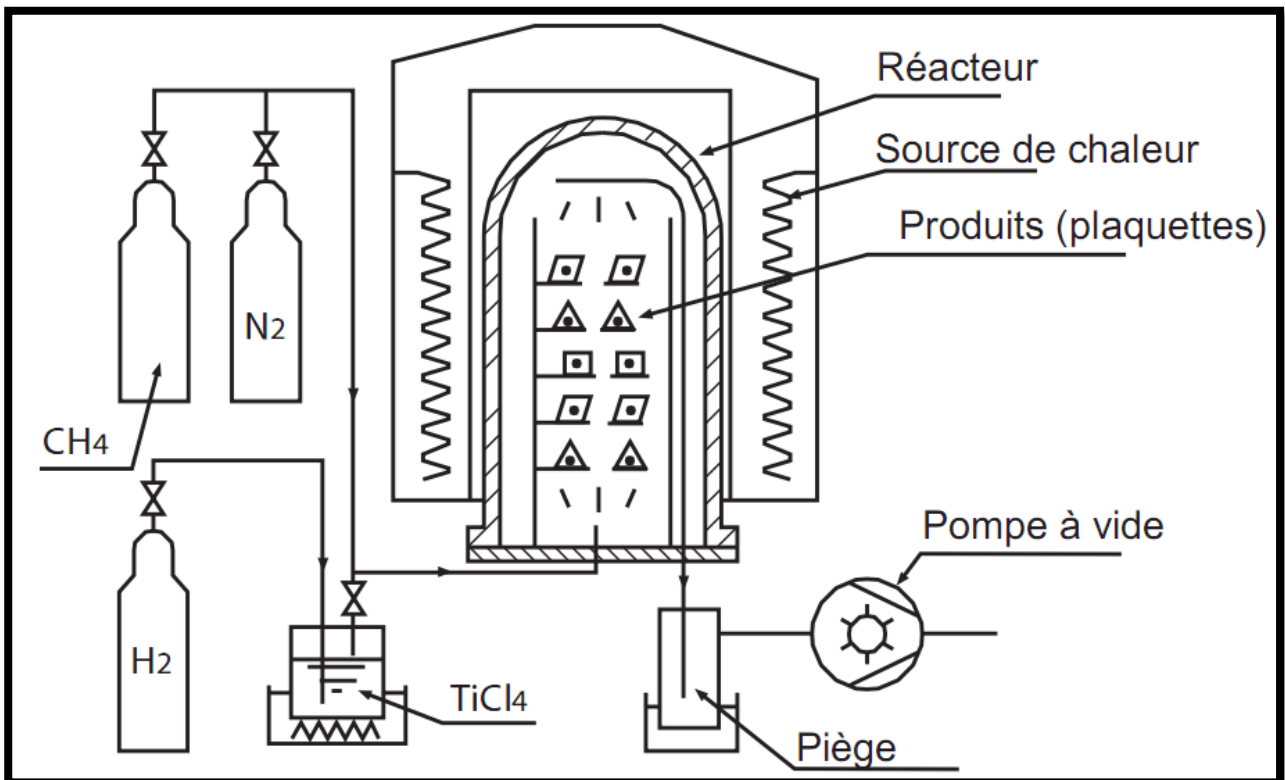 Réacteur
Source de chaleur
Produits (plaquettes)
N2
CH4
Pompe à vide
H2
TiCl4
Piège